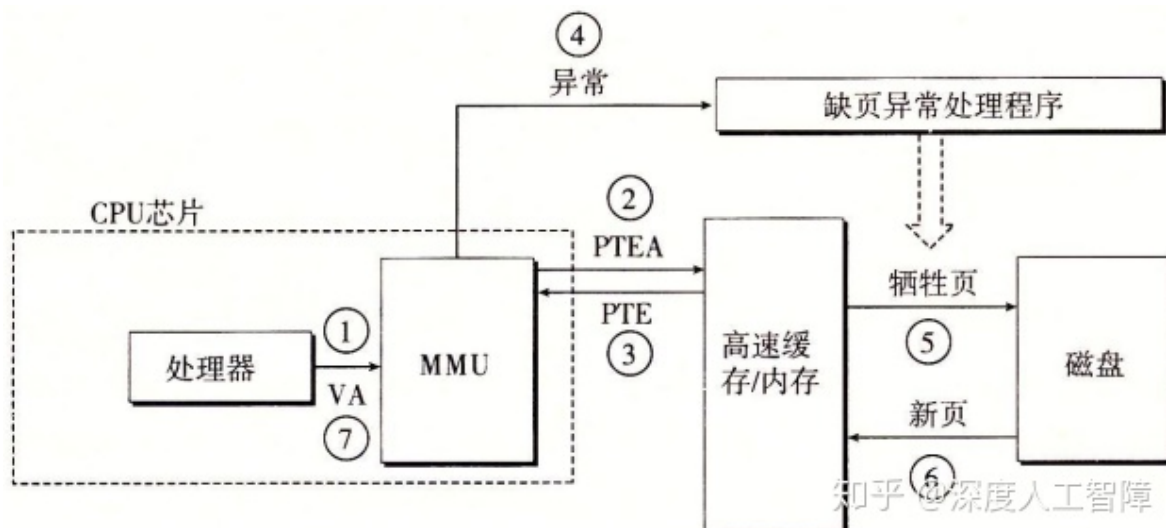 ④
异常
缺页异常处理程序
CPU芯片
②
PTEA
PTE
③
①
处理器
VA
⑦
MMU
高速缓
存/内存
牺牲页
⑤
磁盘
新页
⑥
知乎 @深度人工智障